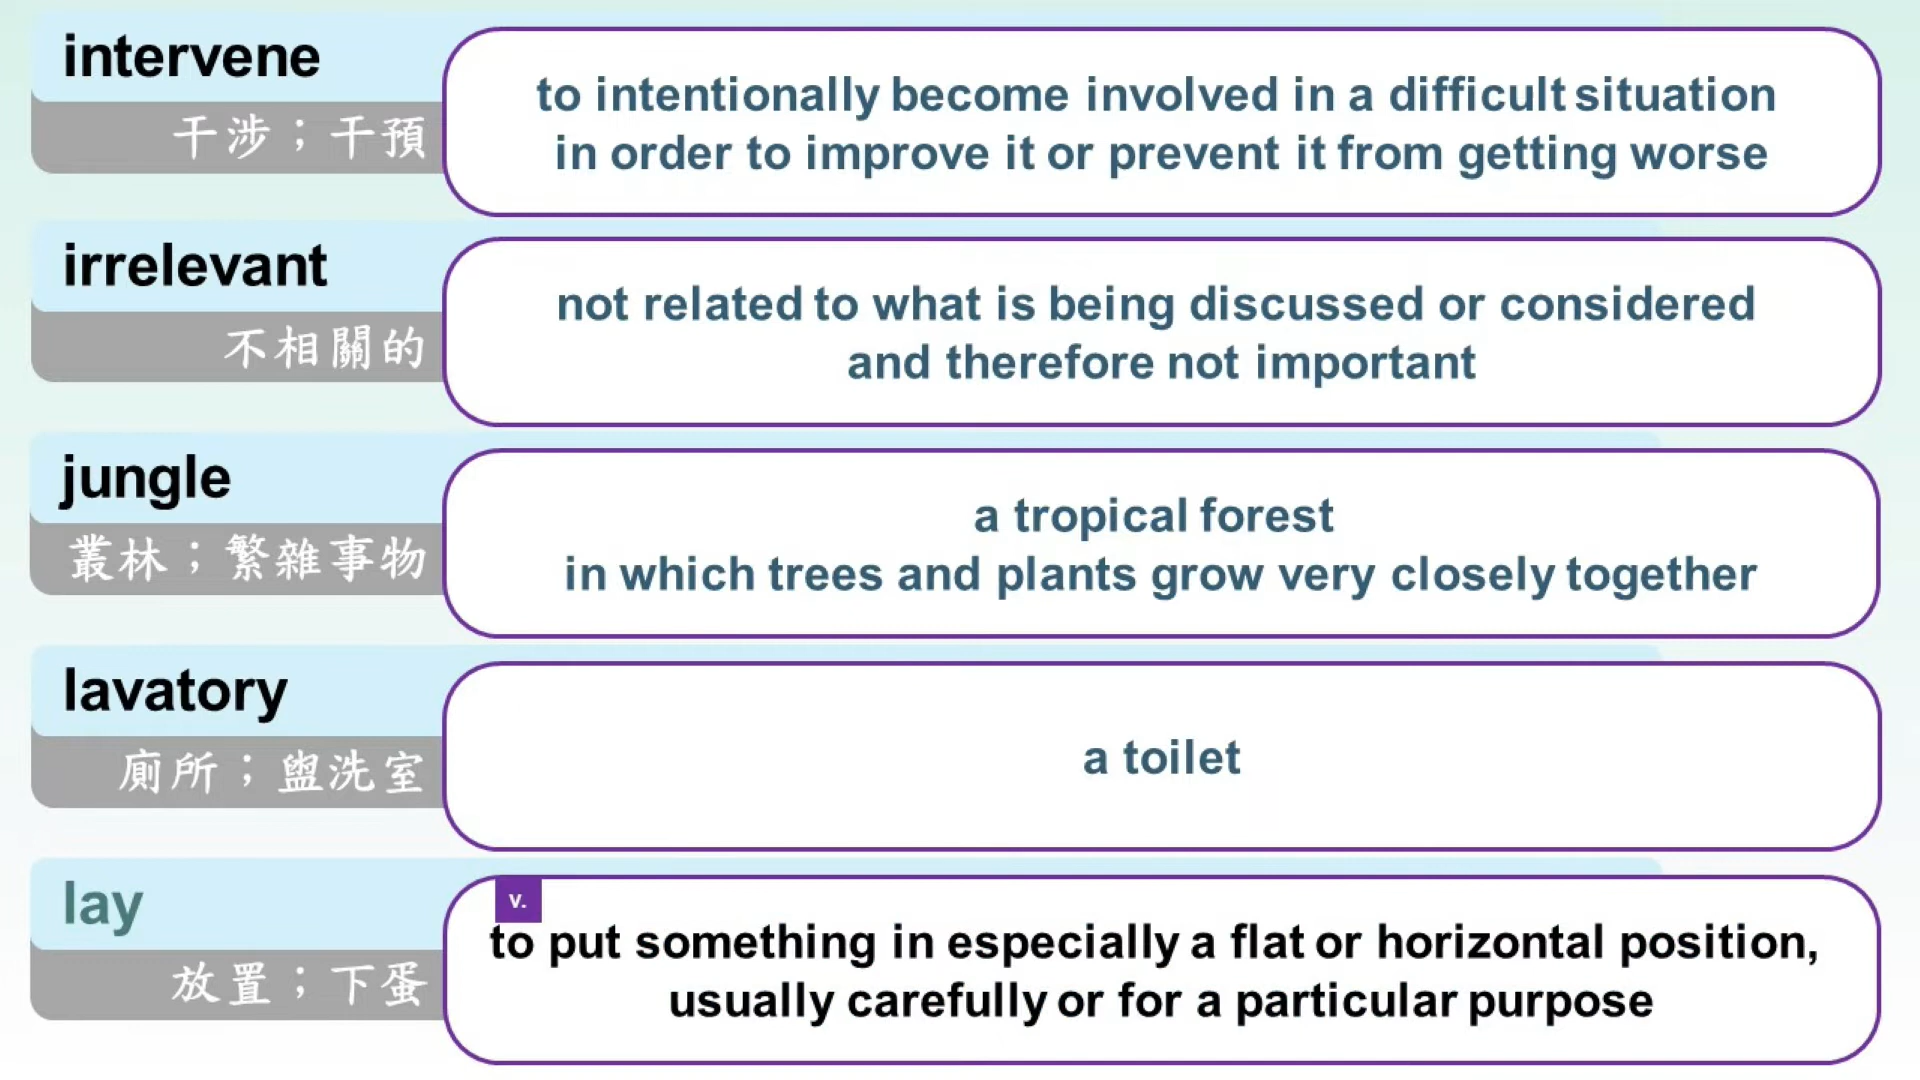 intervene
干涉；干預
to intentionally become involved in a difficult situation
in order to improve it or prevent it from getting worse
irrelevant
不相關的
not related to what is being discussed or considered
and therefore not important
jungle
叢林；繁雜事物
a tropical forest
in which trees and plants grow very closely together
lavatory
廁所；盥洗室
a toilet
lay
放置；下蛋
v.
to put something in especially a flat or horizontal position,
usually carefully or for a particular purpose